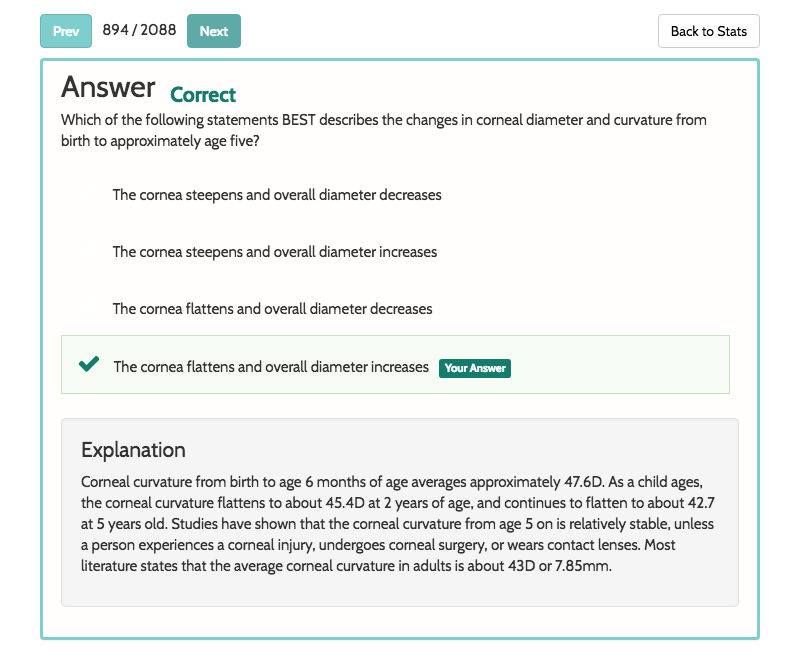 Prev 894 / 2088 Next Back to Stats
Answer Correct
Which of the following statements BEST describes the changes in corneal diameter and curvature from
birth to approximately age five?
The cornea steepens and overall diameter decreases
The cornea steepens and overall diameter increases
The cornea flattens and overall diameter decreases
The cornea flattens and overall diameter increases Your Answer
Explanation
Corneal curvature from birth to age 6 months of age averages approximately 47.6D. As a child ages,
the corneal curvature flattens to about 45.4D at 2 years of age, and continues to flatten to about 42.7
at 5 years old. Studies have shown that the corneal curvature from age 5 on is relatively stable, unless
a person experiences a corneal injury, undergoes corneal surgery, or wears contact lenses. Most
literature states that the average corneal curvature in adults is about 43D or 7.85mm.